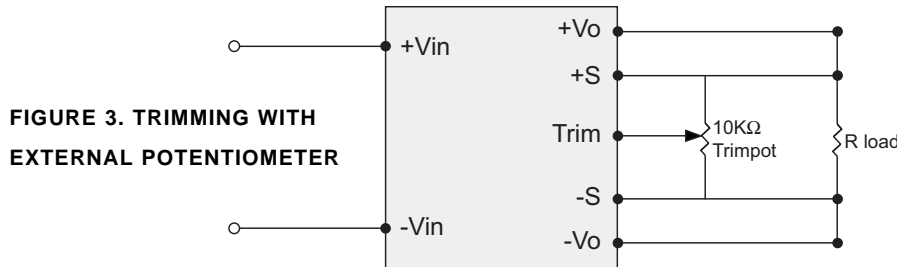 +Vo
+Vin
+S
FIGURE 3. TRIMMING WITH
EXTERNAL POTENTIOMETER
Trim
10KΩ
Trimpot
R load
-S
-Vin
-Vo